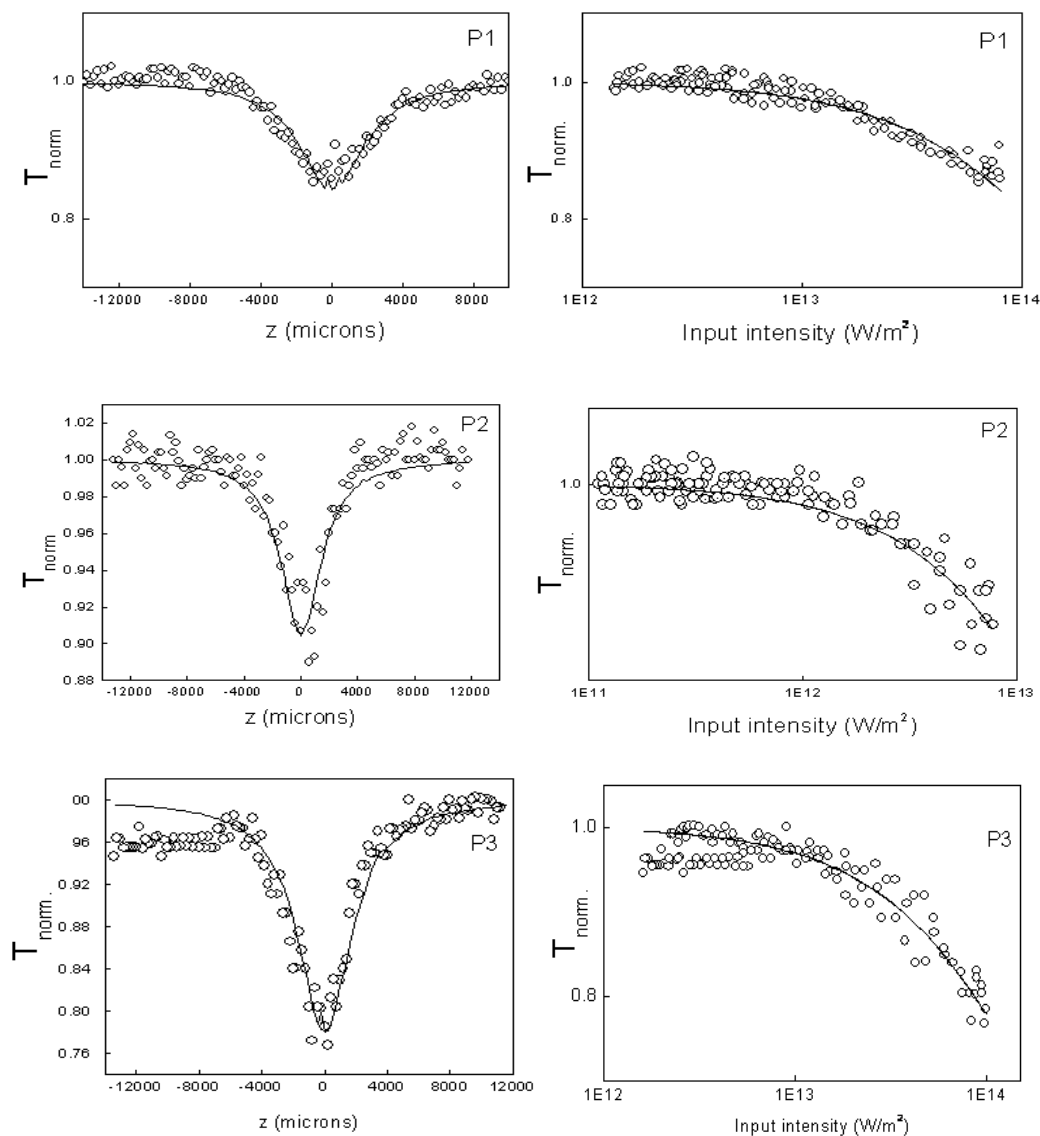 P1
1.0
T norm
0.8
-12000 -8000 -4000 0 4000 8000
z (microns)
P1
1.0
T norm.
0.8
1E12 1E13 1E14
Input intensity (W/m²)
P2
1.02
1.00
0.98
0.96
T norm
0.94
0.92
0.90
0.88
-12000 -8000 -4000 0 4000 8000 12000
z (microns)
P2
1.0
T norm.
1E11 1E12 1E13
Input intensity (W/m²)
00
96
P3
0.92
0.88
T norm.
0.84
0.80
0.76
-12000 -8000 -4000 0 4000 8000 12000
z (microns)
1.0
P3
T norm.
0.8
1E12 1E13 1E14
Input intensity (W/m²)